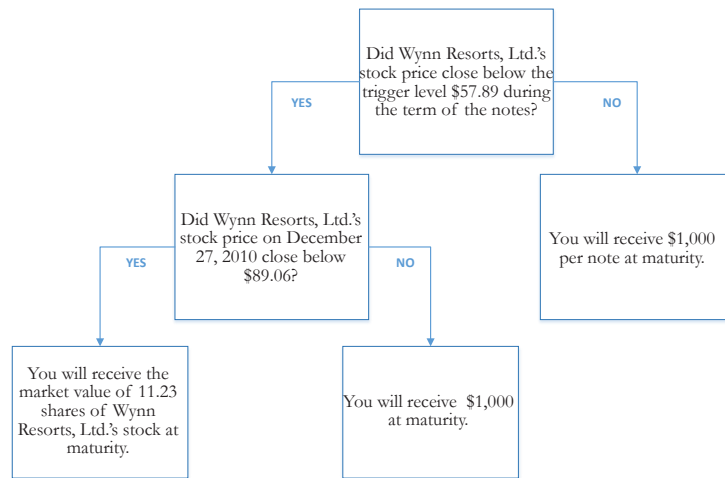 Did Wynn Resorts, Ltd.'s
stock price close below the
trigger level $57.89 during
the term of the notes?
YES
NO
Did Wynn Resorts, Ltd.'s
stock price on December
27, 2010 close below
$89.06?
You will receive $1,000
per note at maturity.
YES
NO
You will receive the
market value of 11.23
shares of Wynn
Resorts, Ltd.'s stock at
maturity.
You will receive $1,000
at maturity.